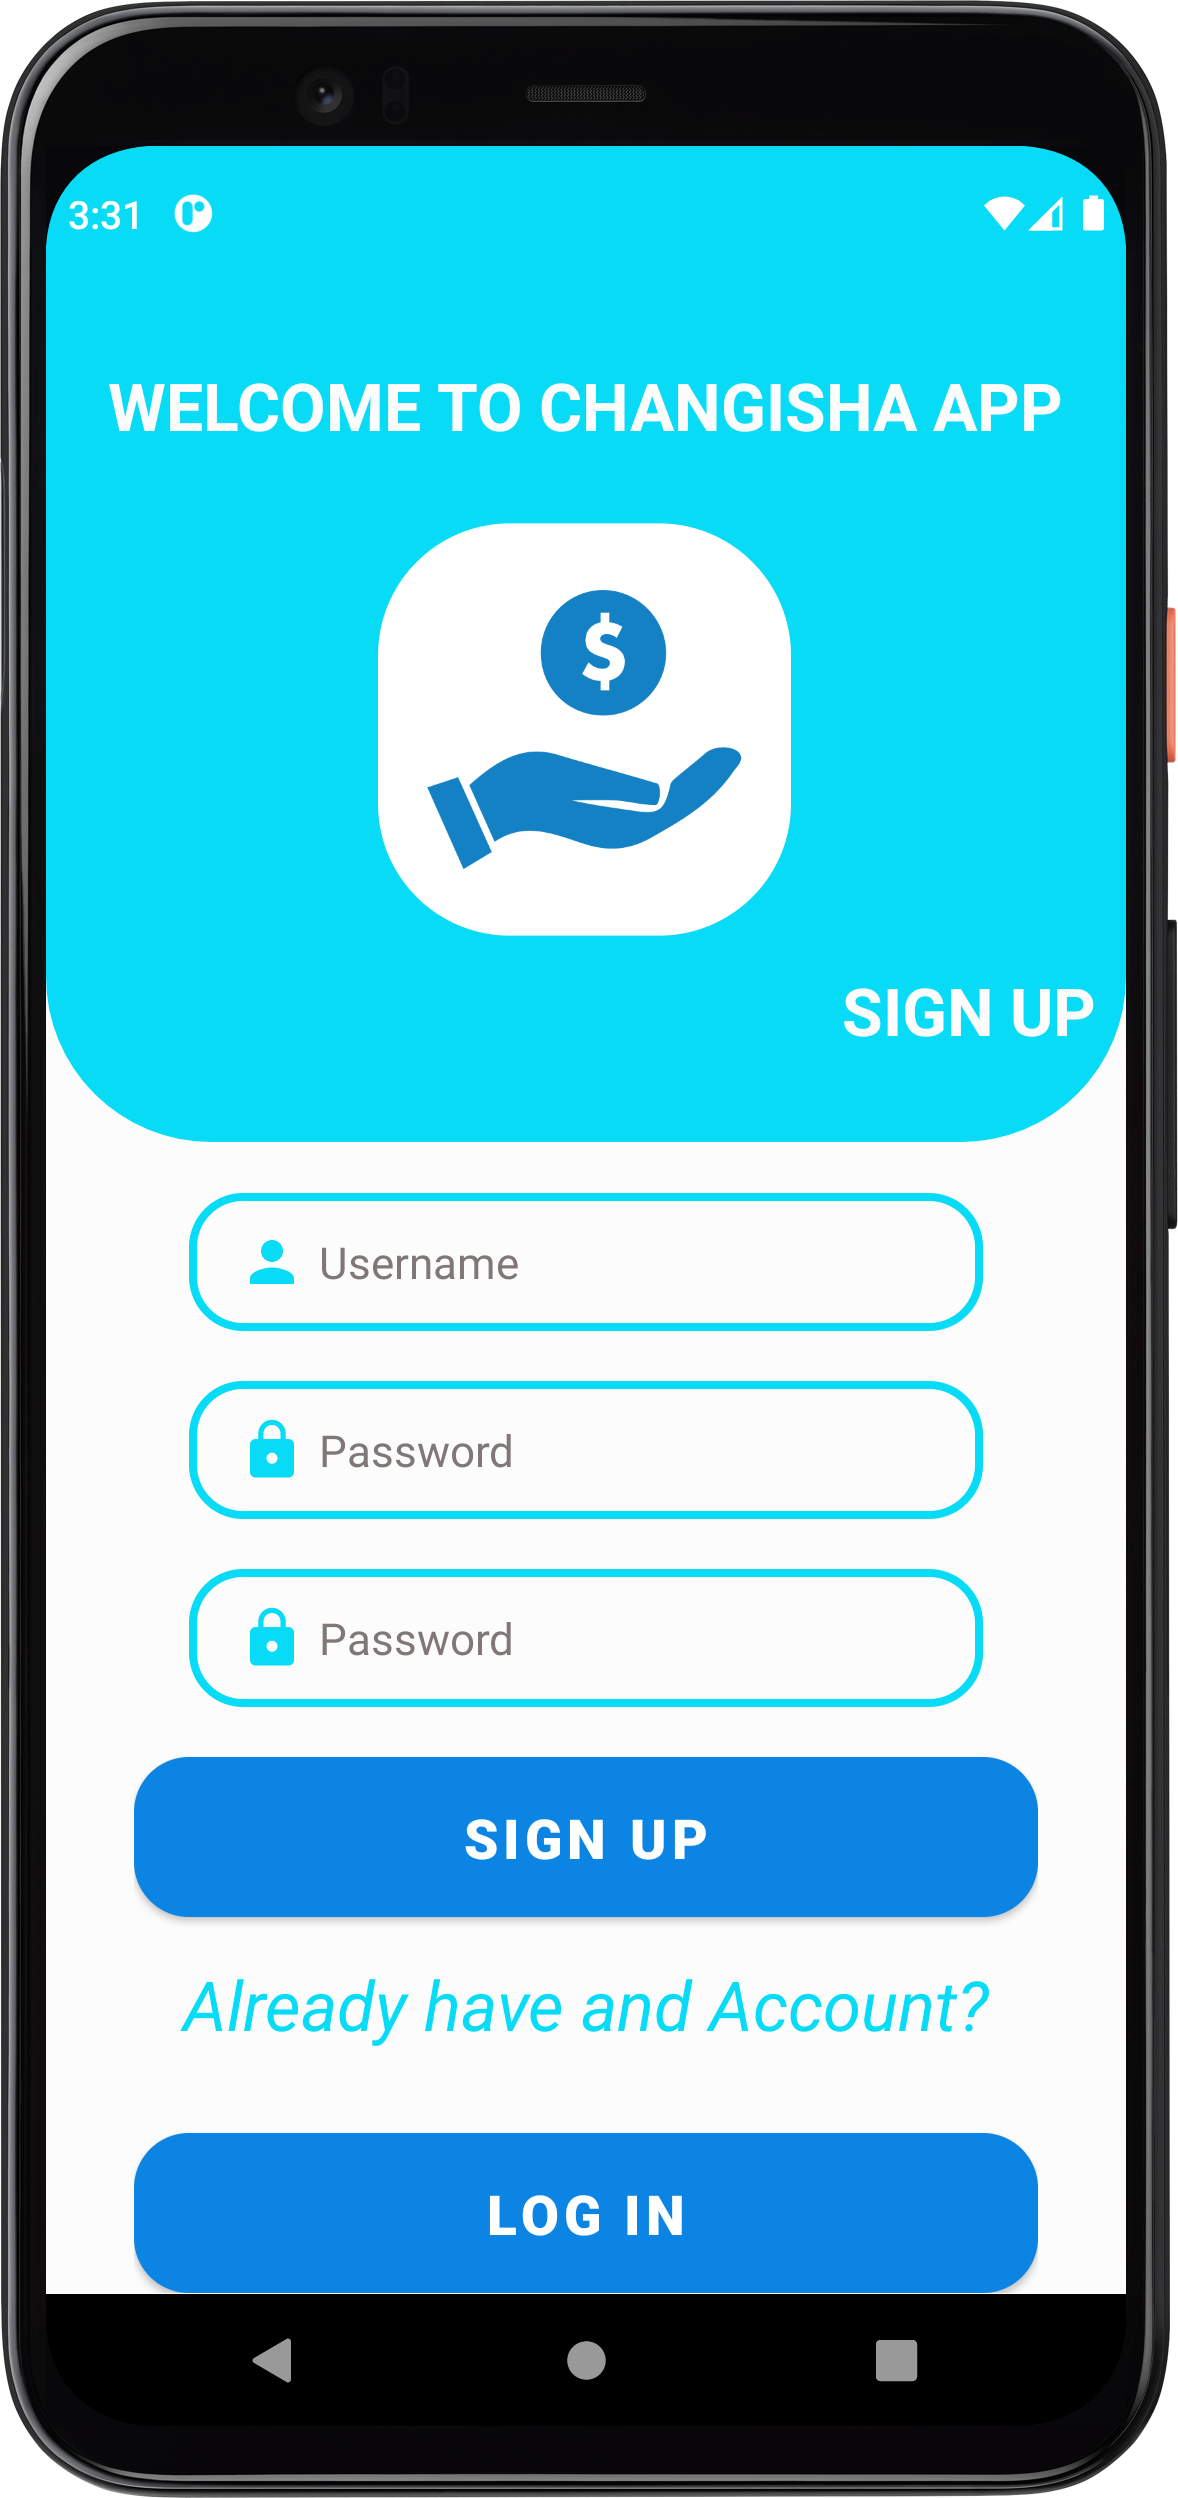 3:31
WELCOME TO CHANGISHA APP
$
SIGN UP
Username
Password
Password
SIGN UP
Already have and Account?
LOG IN